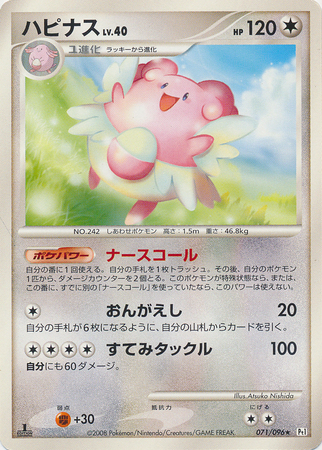 ハピナス LV.40 HP 120
1進化 ラッキーから進化
NO.242 しあわせポケモン 高さ:1.5m 重さ:46.8kg
ポケパワー ナースコール
自分の番に1回使える。自分の手札を1枚トラッシュ。その後、自分のポケモン
1匹から、ダメージカウンターを2個とる。このポケモンが特殊状態なら、または、
この番に、すでに別の「ナースコール」を使っていたなら、このパワーは使えない。
おんがえし 20
自分の手札が6枚になるように、自分の山札からカードを引く。
すてみタックル 100
自分にも60ダメージ。
Illus.Atsuko Nishida
弱点 抵抗力 にげる
+30
1 EDITION ©2008 Pokémon/Nintendo/Creatures/GAME FREAK. 071/096★ Pt1